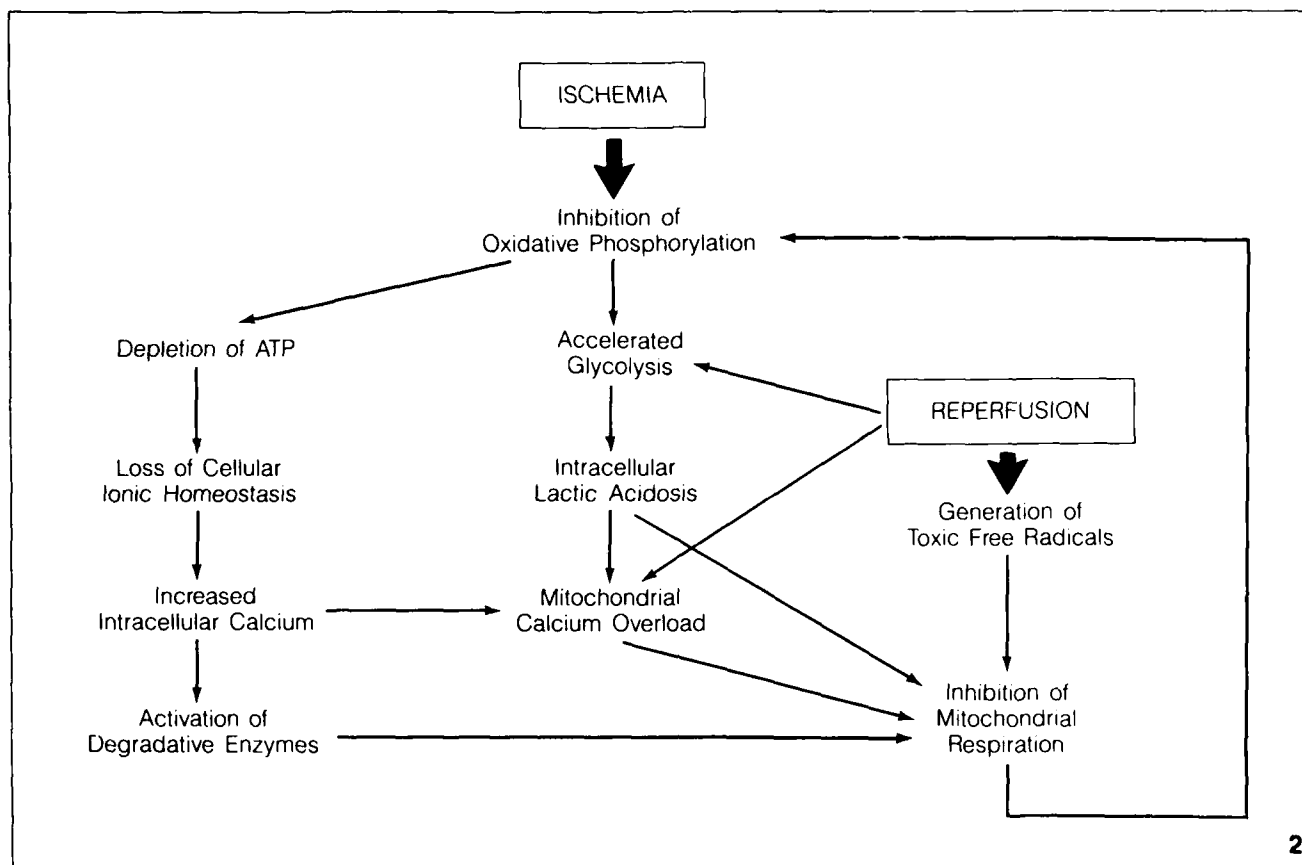 ISCHEMIA
Inhibition of
Oxidative Phosphorylation
Depletion of ATP
Accelerated
Glycolysis
REPERFUSION
Loss of Cellular
Ionic Homeostasis
Intracellular
Lactic Acidosis
Generation of
Toxic Free Radicals
Increased
Intracellular Calcium
Mitochondrial
Calcium Overload
Activation of
Degradative Enzymes
Inhibition of
Mitochondrial
Respiration
2